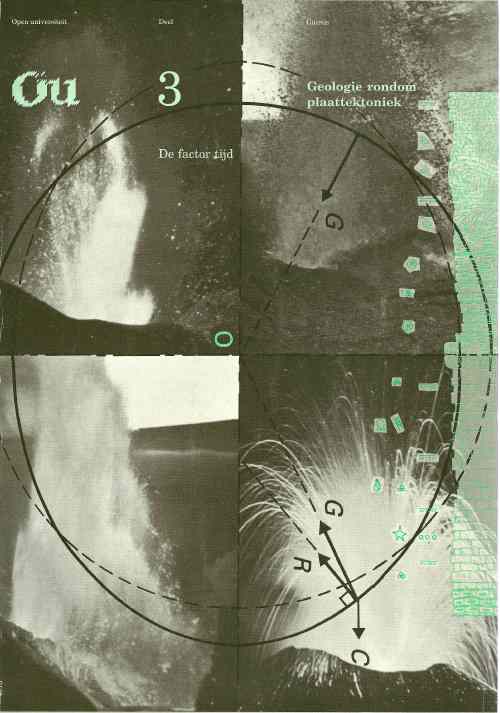 Open universiteit
Deel
Cursus
Ou
3
Geologie rondom
plaattektoniek
De factor tijd
O
G
G
R
C